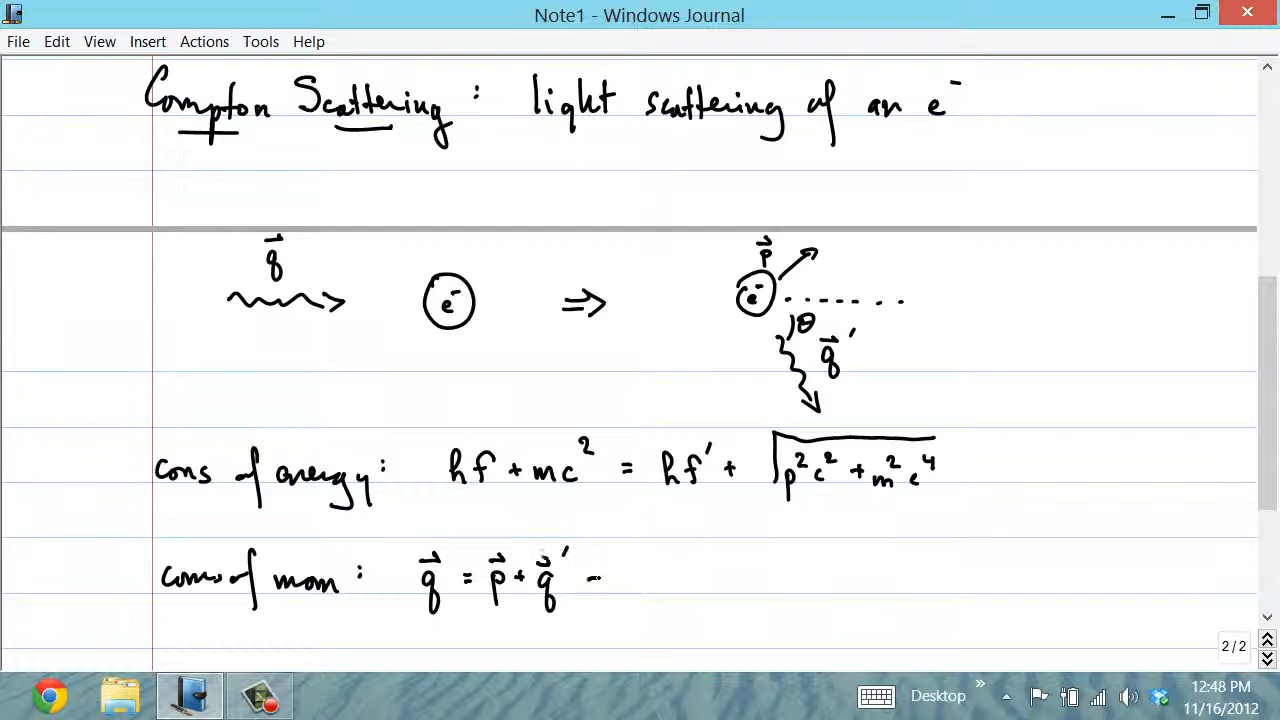 Note1 - Windows Journal
File Edit View Insert Actions Tools Help
Compton Scattering : light scattering of an e⁻
q⃗
e⁻ ⇒
p⃗
e⁻
θ
q⃗′
cons of energy : hf + mc² = hf′ + √(p²c² + m²c⁴)
cons of mom : q⃗ = p⃗ + q⃗′ -
2 / 2
Desktop
12:48 PM
11/16/2012